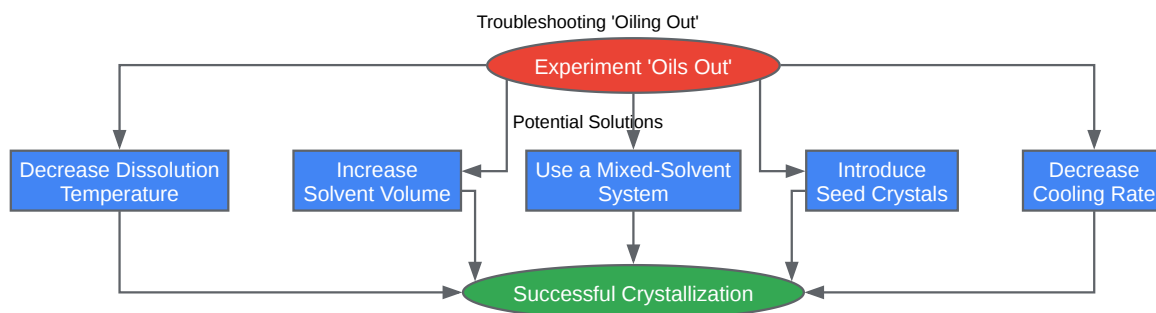 Troubleshooting 'Oiling Out'
Experiment 'Oils Out'
Potential Solutions
Decrease Dissolution
Temperature
Increase
Solvent Volume
Use a Mixed-Solvent
System
Introduce
Seed Crystals
Decrease
Cooling Rate
Successful Crystallization